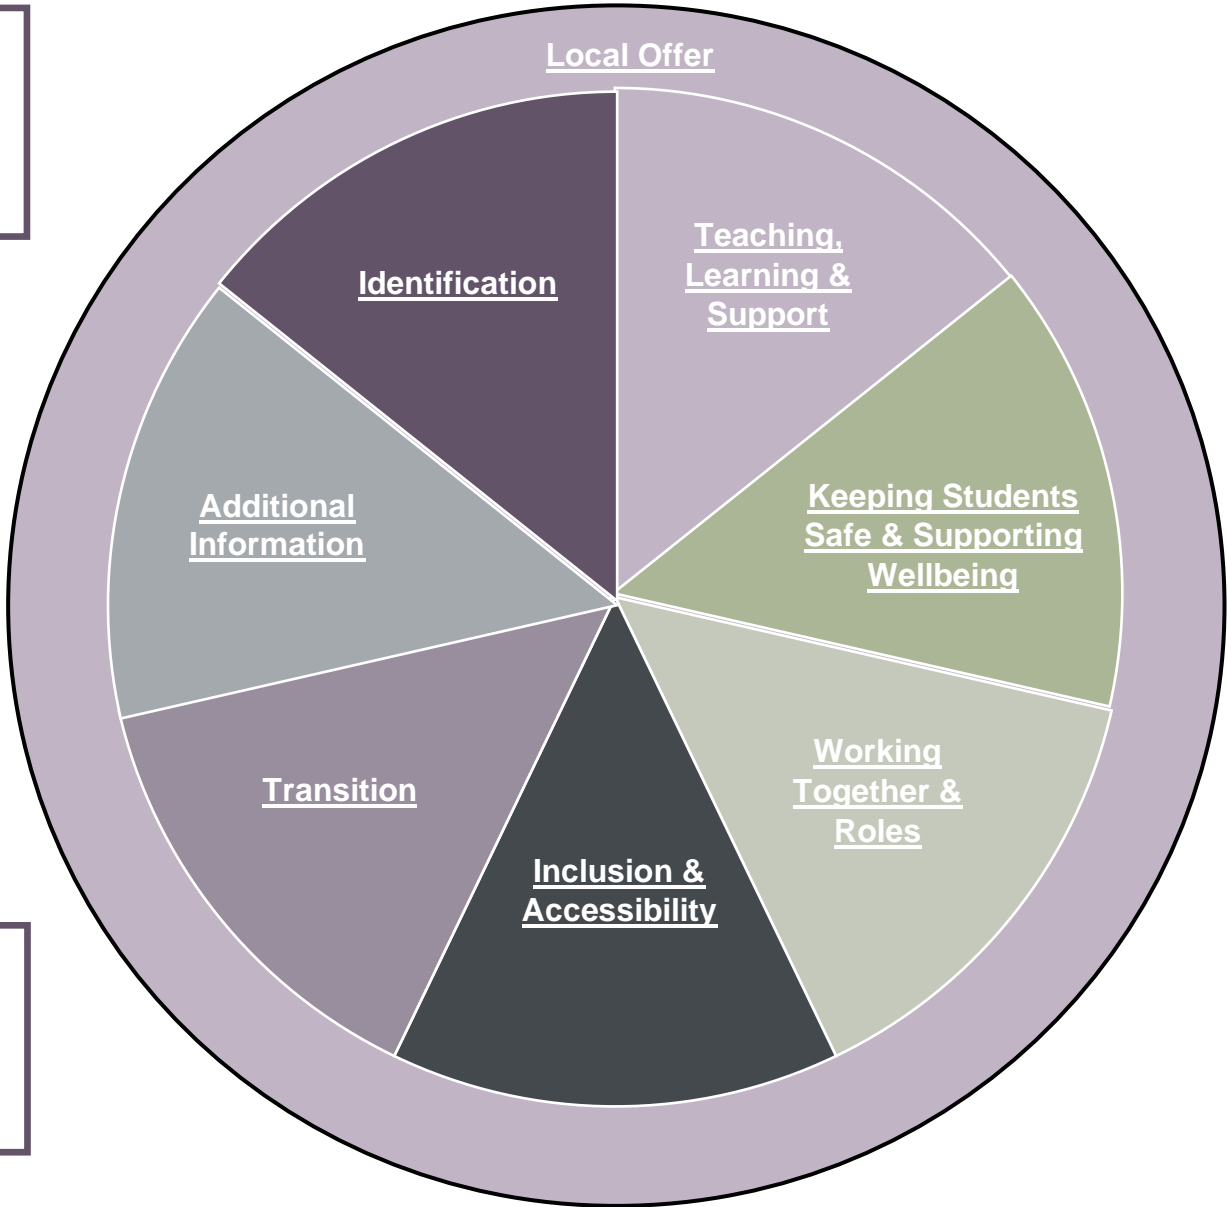 Local Offer
Identification
Teaching,
Learning &
Support
Keeping Students
Safe & Supporting
Wellbeing
Working
Together &
Roles
Inclusion &
Accessibility
Transition
Additional
Information